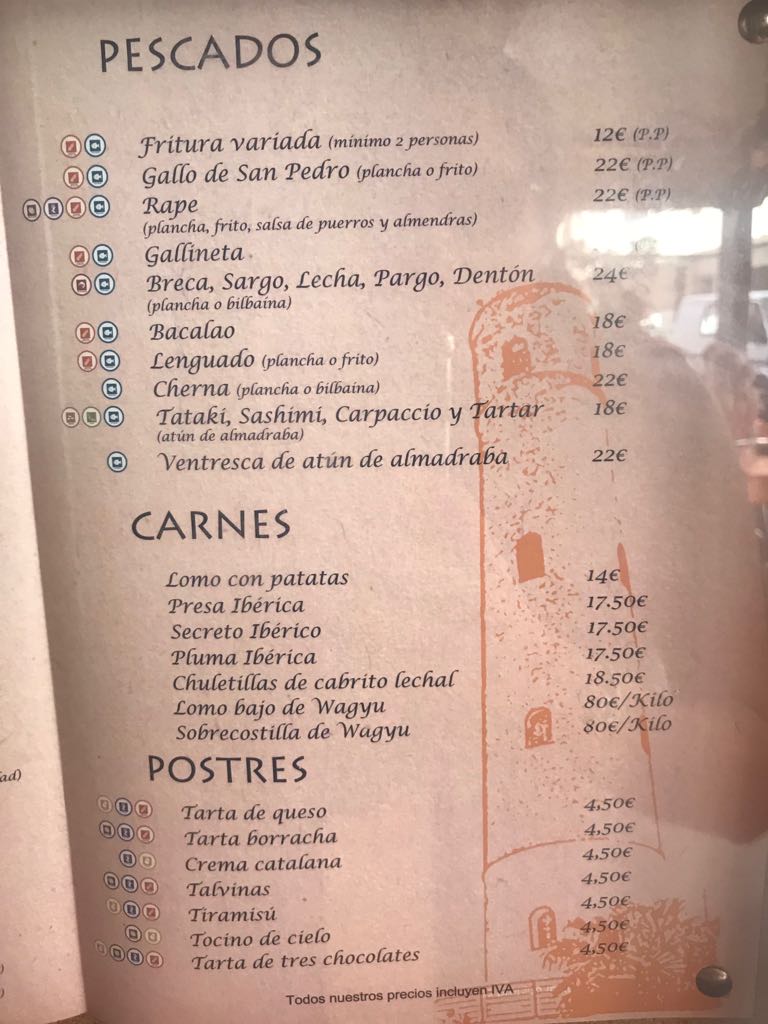 PESCADOS
Fritura variada (mínimo 2 personas) 12€ (P.P)
Gallo de San Pedro (plancha o frito) 22€ (P.P)
Rape 22€ (P.P)
(plancha, frito, salsa de puerros y almendras)
Gallineta
Breca, Sargo, Lecha, Pargo, Dentón 24€
(plancha o bilbaína)
Bacalao 18€
Lenguado (plancha o frito) 18€
Cherna (plancha o bilbaína) 22€
Tataki, Sashimi, Carpaccio y Tartar 18€
(atún de almadraba)
Ventresca de atún de almadraba 22€
CARNES
Lomo con patatas 14€
Presa Ibérica 17.50€
Secreto Ibérico 17.50€
Pluma Ibérica 17.50€
Chuletillas de cabrito lechal 18.50€
Lomo bajo de Wagyu 80€/Kilo
Sobrecostilla de Wagyu 80€/Kilo
ad)
POSTRES
Tarta de queso 4,50€
Tarta borracha 4,50€
Crema catalana 4,50€
Talvinas 4,50€
Tiramisú 4,50€
Tocino de cielo 4,50€
Tarta de tres chocolates 4,50€
)
)
Todos nuestros precios incluyen IVA